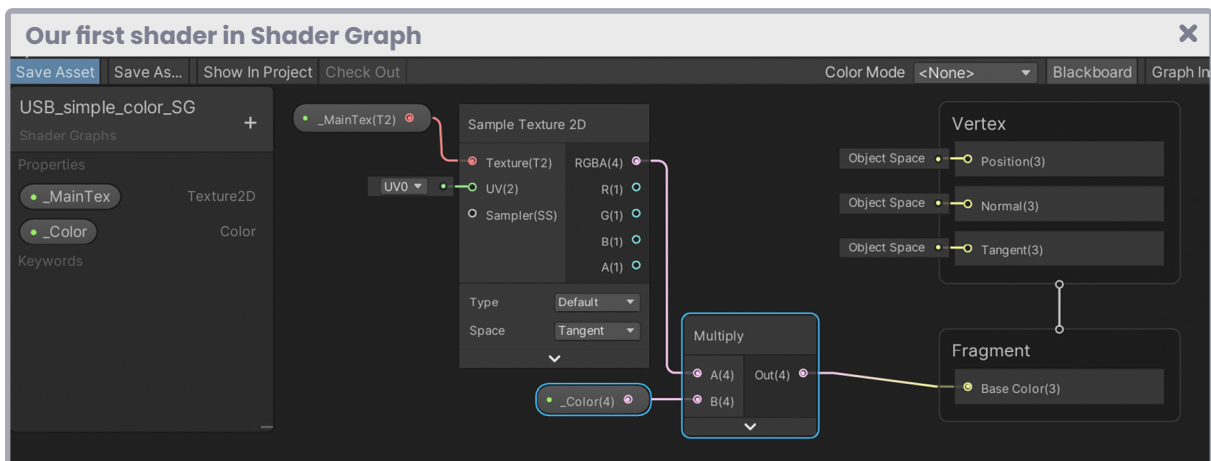 Our first shader in Shader Graph
Save Asset Save As... Show In Project Check Out Color Mode <None> Blackboard Graph In
USB_simple_color_SG
Shader Graphs
Properties
_MainTex Texture2D
_Color Color
Keywords
_MainTex(T2)
Sample Texture 2D
Texture(T2) RGBA(4)
UV0 UV(2) R(1)
Sampler(SS) G(1)
B(1)
A(1)
Type Default
Space Tangent
_Color(4)
Multiply
A(4) Out(4)
B(4)
Vertex
Object Space Position(3)
Object Space Normal(3)
Object Space Tangent(3)
Fragment
Base Color(3)